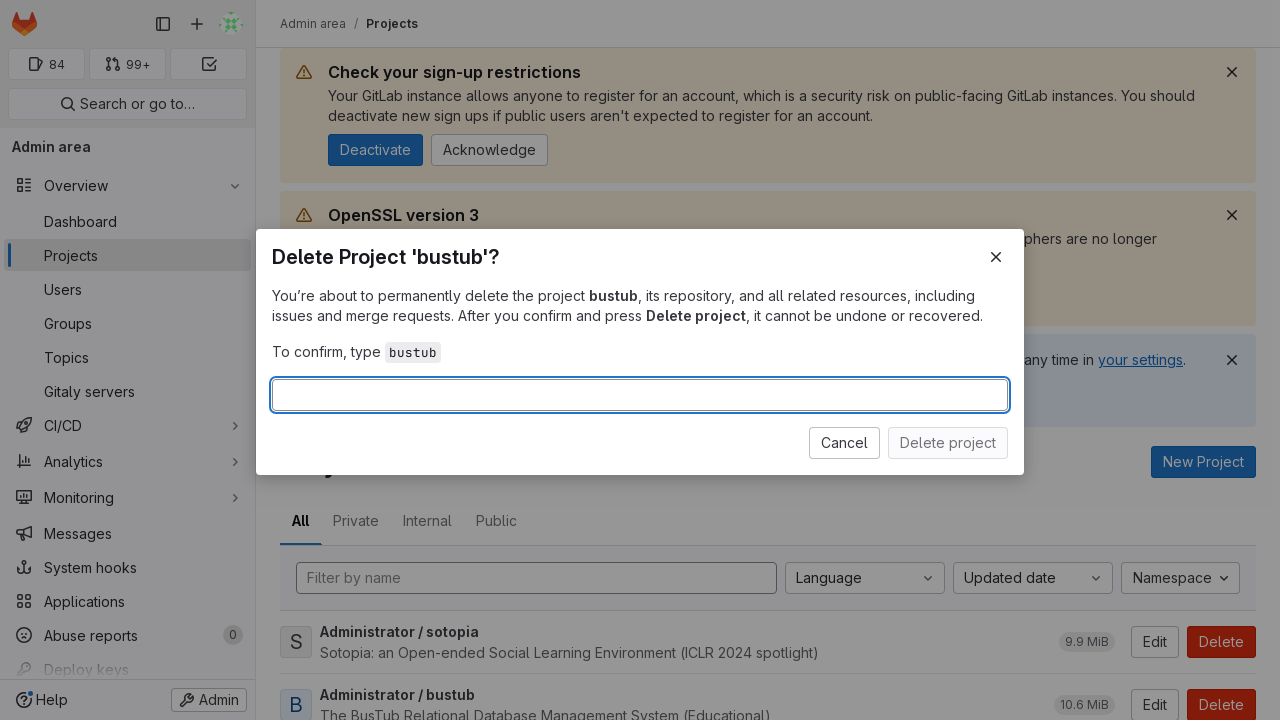 Admin area / Projects
84
99+
Search or go to…
Admin area
Overview
Dashboard
Projects
Users
Groups
Topics
Gitaly servers
CI/CD
Analytics
Monitoring
Messages
System hooks
Applications
Abuse reports 0
Deploy keys
Help
Admin
Check your sign-up restrictions
Your GitLab instance allows anyone to register for an account, which is a security risk on public-facing GitLab instances. You should
deactivate new sign ups if public users aren't expected to register for an account.
Deactivate
Acknowledge
OpenSSL version 3
phers are no longer
any time in your settings.
Delete Project 'bustub'?
You're about to permanently delete the project bustub, its repository, and all related resources, including
issues and merge requests. After you confirm and press Delete project, it cannot be undone or recovered.
To confirm, type bustub
Cancel
Delete project
New Project
All Private Internal Public
Filter by name
Language
Updated date
Namespace
S
Administrator / sotopia
Sotopia: an Open-ended Social Learning Environment (ICLR 2024 spotlight)
9.9 MiB
Edit
Delete
B
Administrator / bustub
The BusTub Relational Database Management System (Educational)
10.6 MiB
Edit
Delete